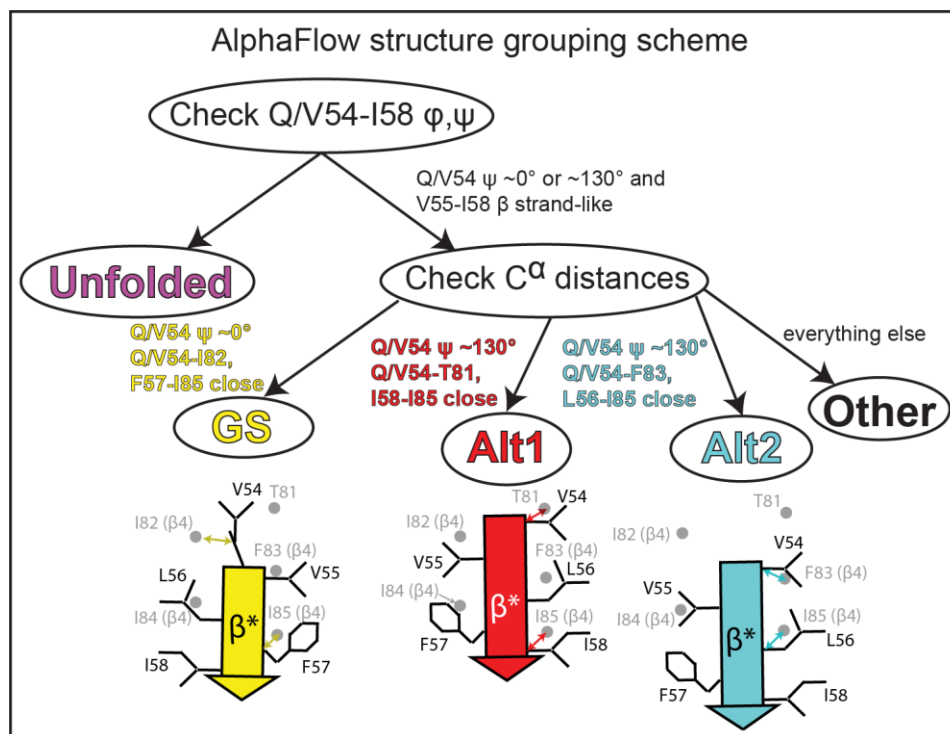 AlphaFlow structure grouping scheme
Check Q/V54-I58 φ,ψ
Q/V54 ψ ~0° or ~130° and
V55-I58 β strand-like
Unfolded
Check Cα distances
everything else
Q/V54 ψ ~0°
Q/V54-I82,
F57-I85 close
Q/V54 ψ ~130°
Q/V54-T81,
I58-I85 close
Q/V54 ψ ~130°
Q/V54-F83,
L56-I85 close
GS
Alt1
Alt2
Other
V54
T81
I82 (β4)
F83 (β4)
L56
V55
I84 (β4)
I85 (β4)
β*
I58
F57
T81
V54
I82 (β4)
F83 (β4)
V55
L56
I84 (β4)
I85 (β4)
β*
F57
I58
T81
I82 (β4)
V54
F83 (β4)
V55
I84 (β4)
I85 (β4)
β*
L56
F57
I58